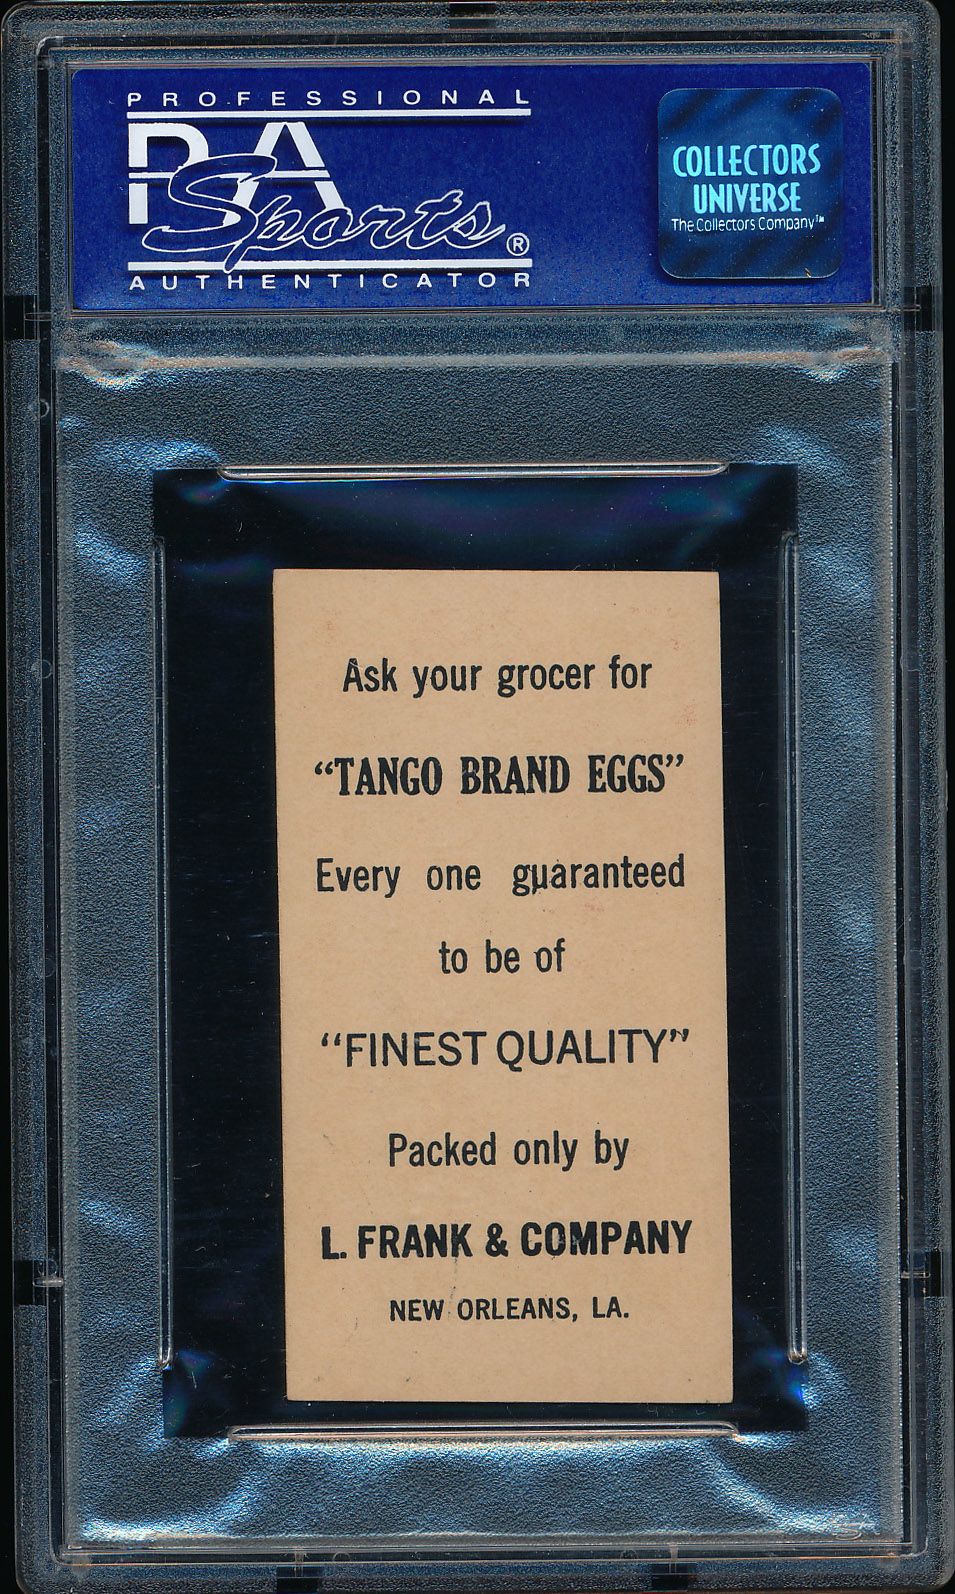 PROFESSIONAL
PSA
Sports®
AUTHENTICATOR
COLLECTORS
UNIVERSE
The Collectors Company™
Ask your grocer for
“TANGO BRAND EGGS”
Every one guaranteed
to be of
“FINEST QUALITY”
Packed only by
L. FRANK & COMPANY
NEW ORLEANS, LA.